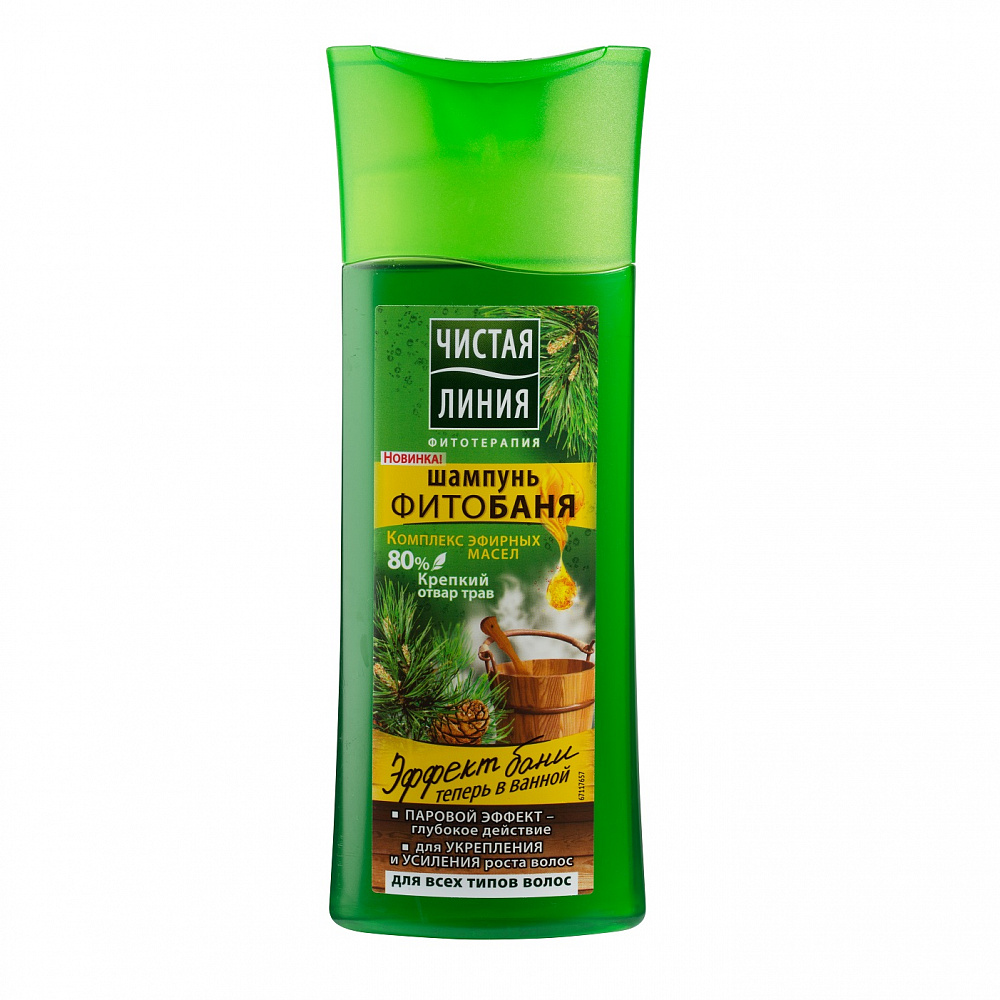 ЧИСТАЯ
ЛИНИЯ
ФИТОТЕРАПИЯ
НОВИНКА!
шампунь
ФИТОБАНЯ
КОМПЛЕКС ЭФИРНЫХ
МАСЕЛ
80%
Крепкий
отвар трав
Эффект бани
теперь в ванной
67117657
▪ ПАРОВОЙ ЭФФЕКТ –
глубокое действие
▪ для УКРЕПЛЕНИЯ
и УСИЛЕНИЯ роста волос
для всех типов волос